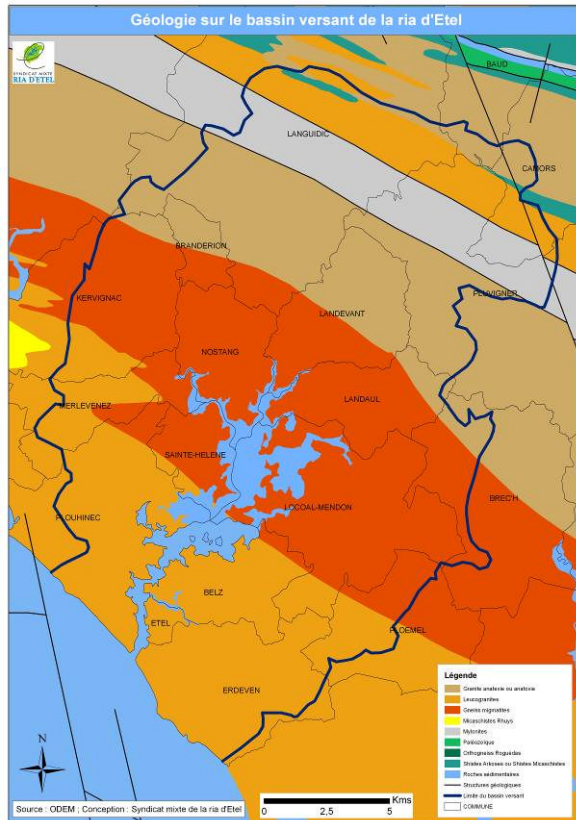 Géologie sur le bassin versant de la ria d'Etel
SYNDICAT MIXTE
RIA D'ETEL
BAUD
LANGUIDIC
CAMORS
BRANDERION
KERVIGNAC
PLUVIGNER
LANDEVANT
NOSTANG
LANDAUL
MERLEVENEZ
SAINTE-HELENE
BREC'H
LOCOAL-MENDON
PLOUHINEC
BELZ
ETEL
PLOEMEL
ERDEVEN
Légende
Granite anatexie ou anatexie
Leucogranites
Gneiss migmatites
Micaschistes Rhuys
Mylonites
Paléozoïque
Orthogneiss Roguédas
Shistes Arkoses ou Shistes Micaschistes
Roches sédimentaires
Structures géologiques
Limite du bassin versant
COMMUNE
N
Kms
0 2,5 5
Source : ODEM ; Conception : Syndicat mixte de la ria d'Etel